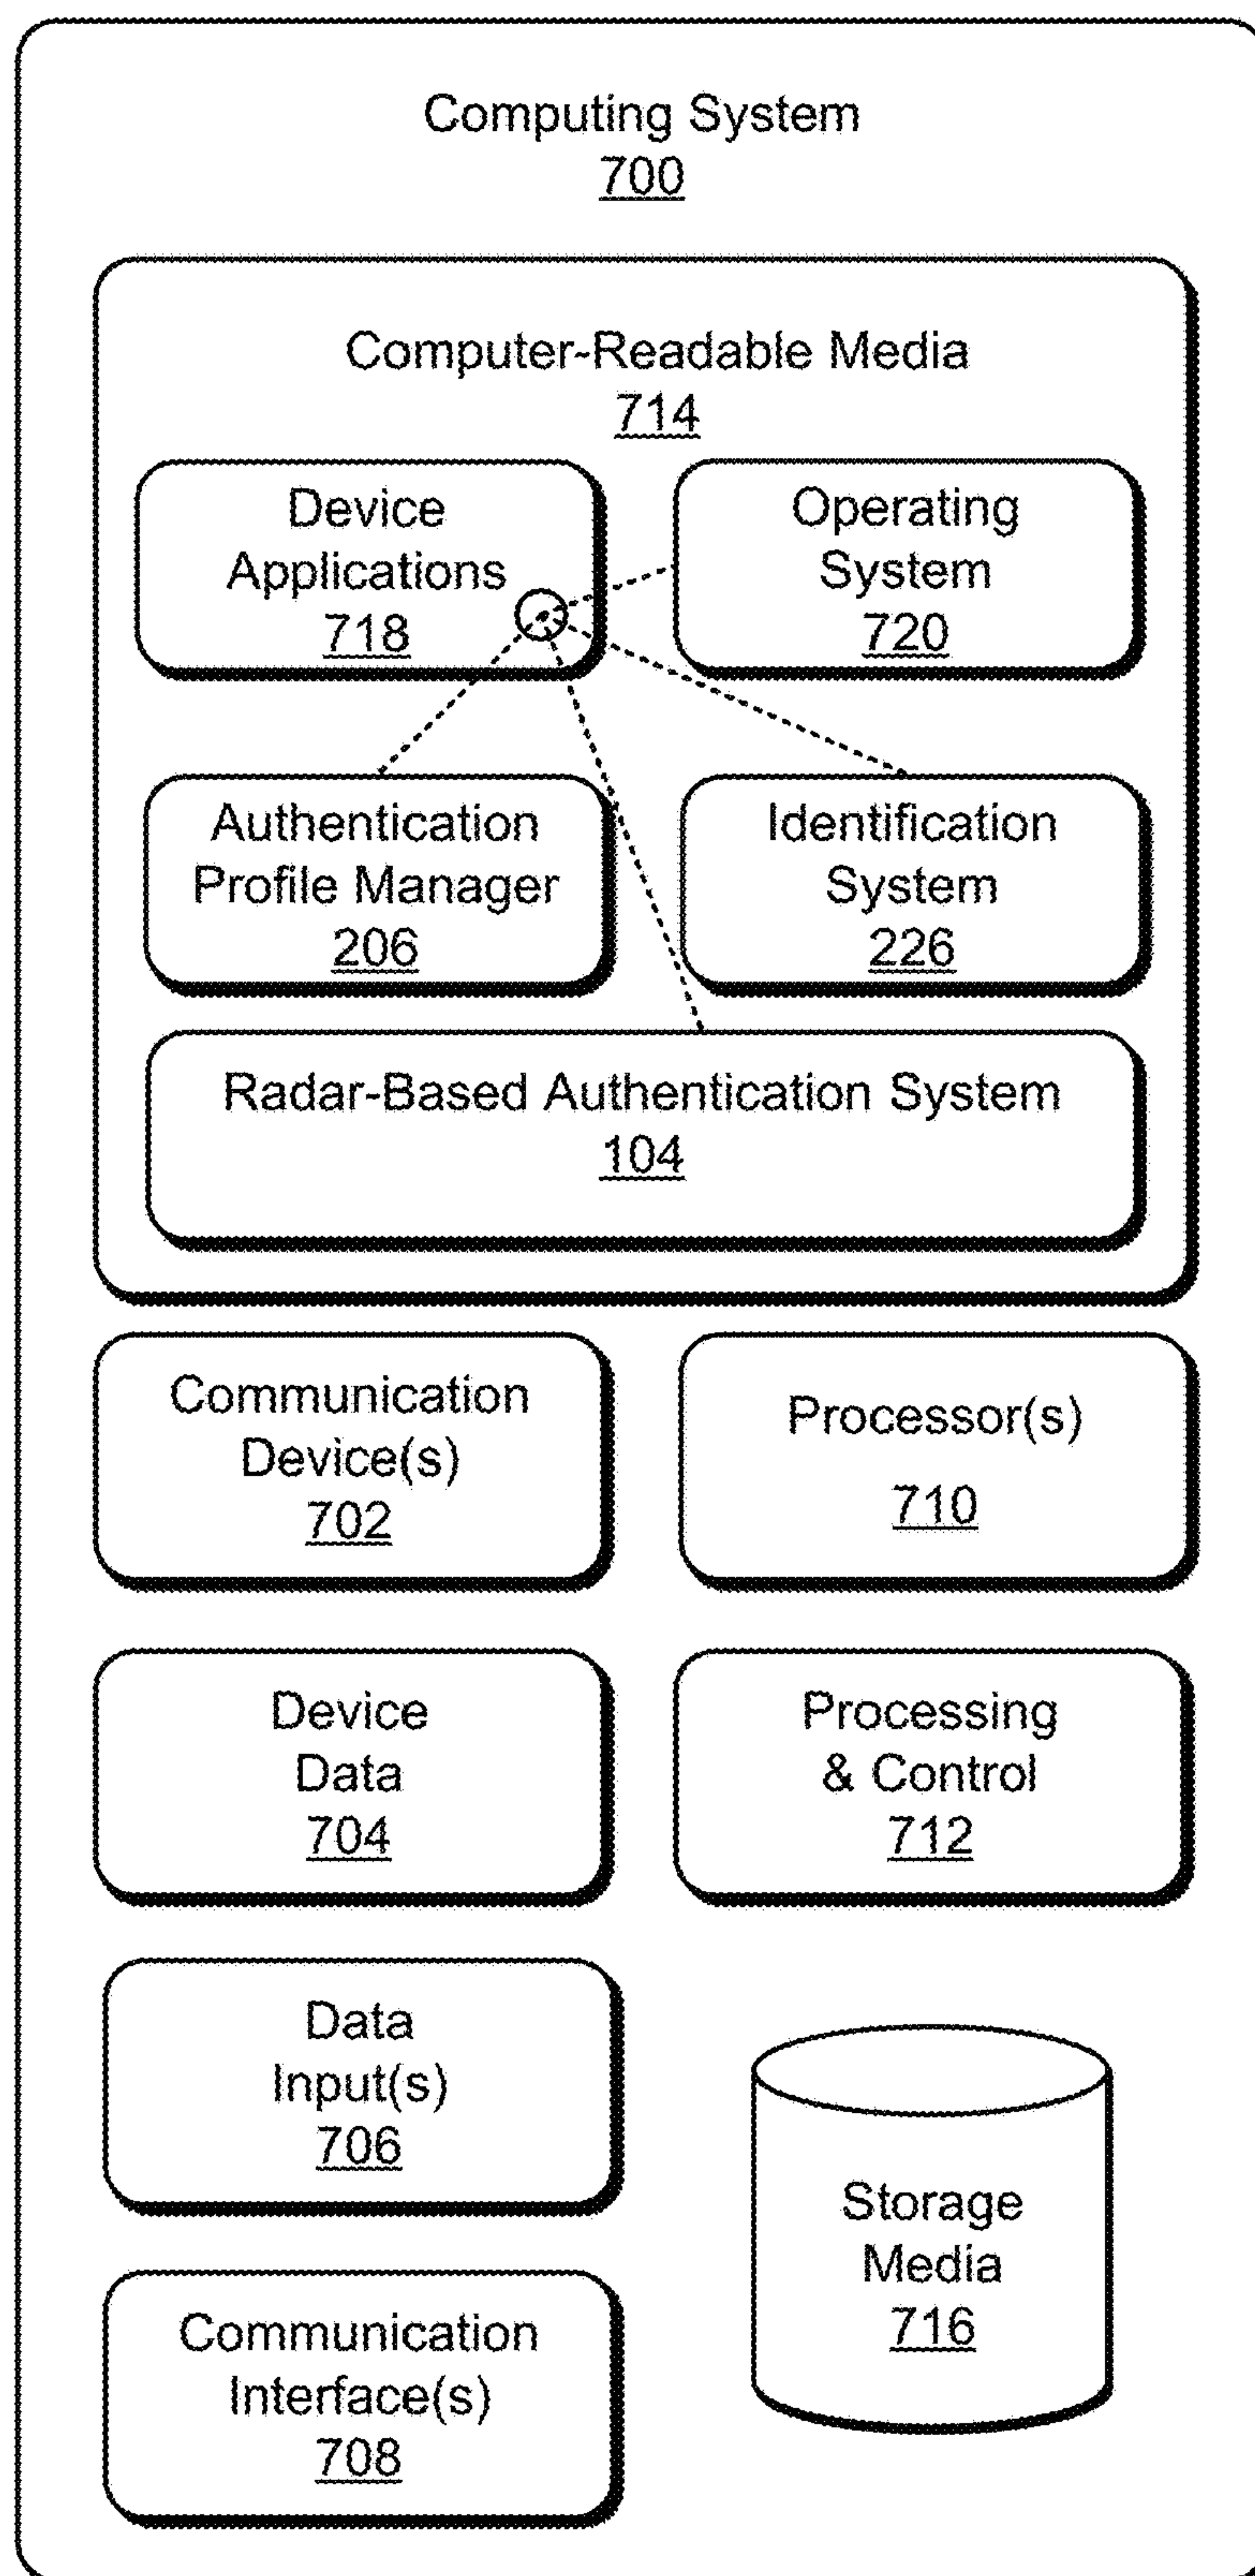 Computing System
700
Computer-Readable Media
714
Device
Applications
718
Operating
System
720
Authentication
Profile Manager
206
Identification
System
226
Radar-Based Authentication System
104
Communication
Device(s)
702
Processor(s)
710
Device
Data
704
Processing
& Control
712
Data
Input(s)
706
Storage
Media
716
Communication
Interface(s)
708